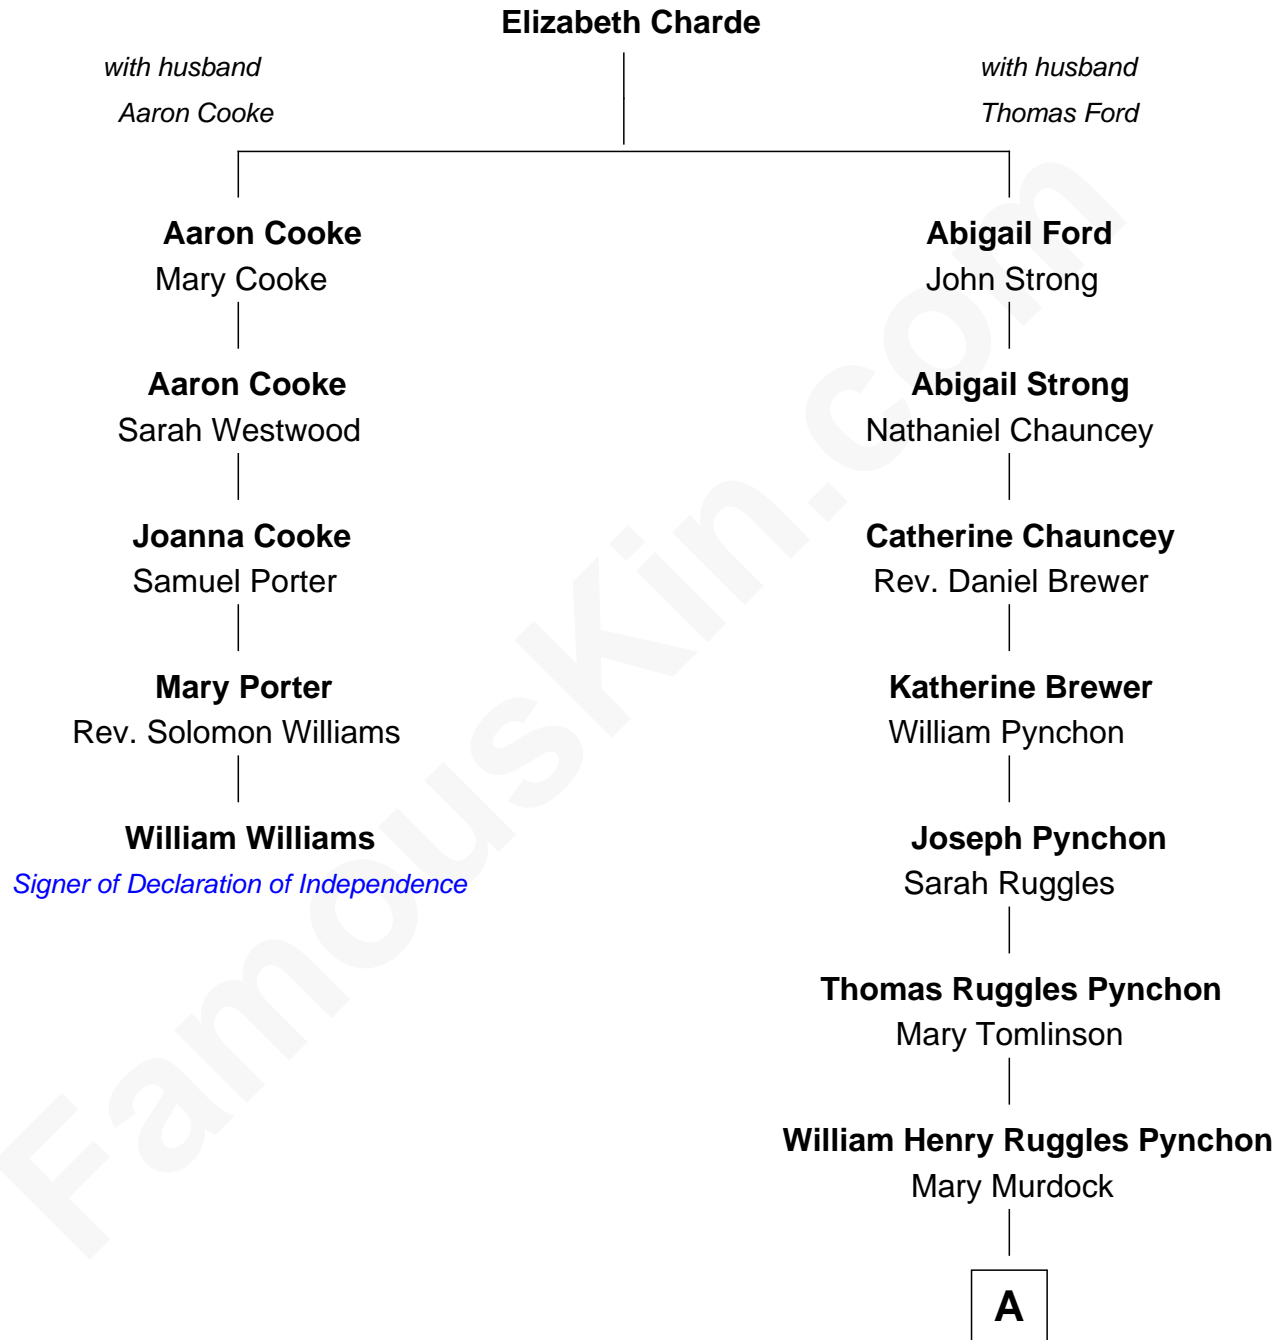 Elizabeth Charde
with husband
Aaron Cooke
with husband
Thomas Ford
Aaron Cooke
Mary Cooke
Abigail Ford
John Strong
Aaron Cooke
Sarah Westwood
Abigail Strong
Nathaniel Chauncey
Joanna Cooke
Samuel Porter
Catherine Chauncey
Rev. Daniel Brewer
Mary Porter
Rev. Solomon Williams
Katherine Brewer
William Pynchon
William Williams
Signer of Declaration of Independence
Joseph Pynchon
Sarah Ruggles
Thomas Ruggles Pynchon
Mary Tomlinson
William Henry Ruggles Pynchon
Mary Murdock
A
FamousKin.com